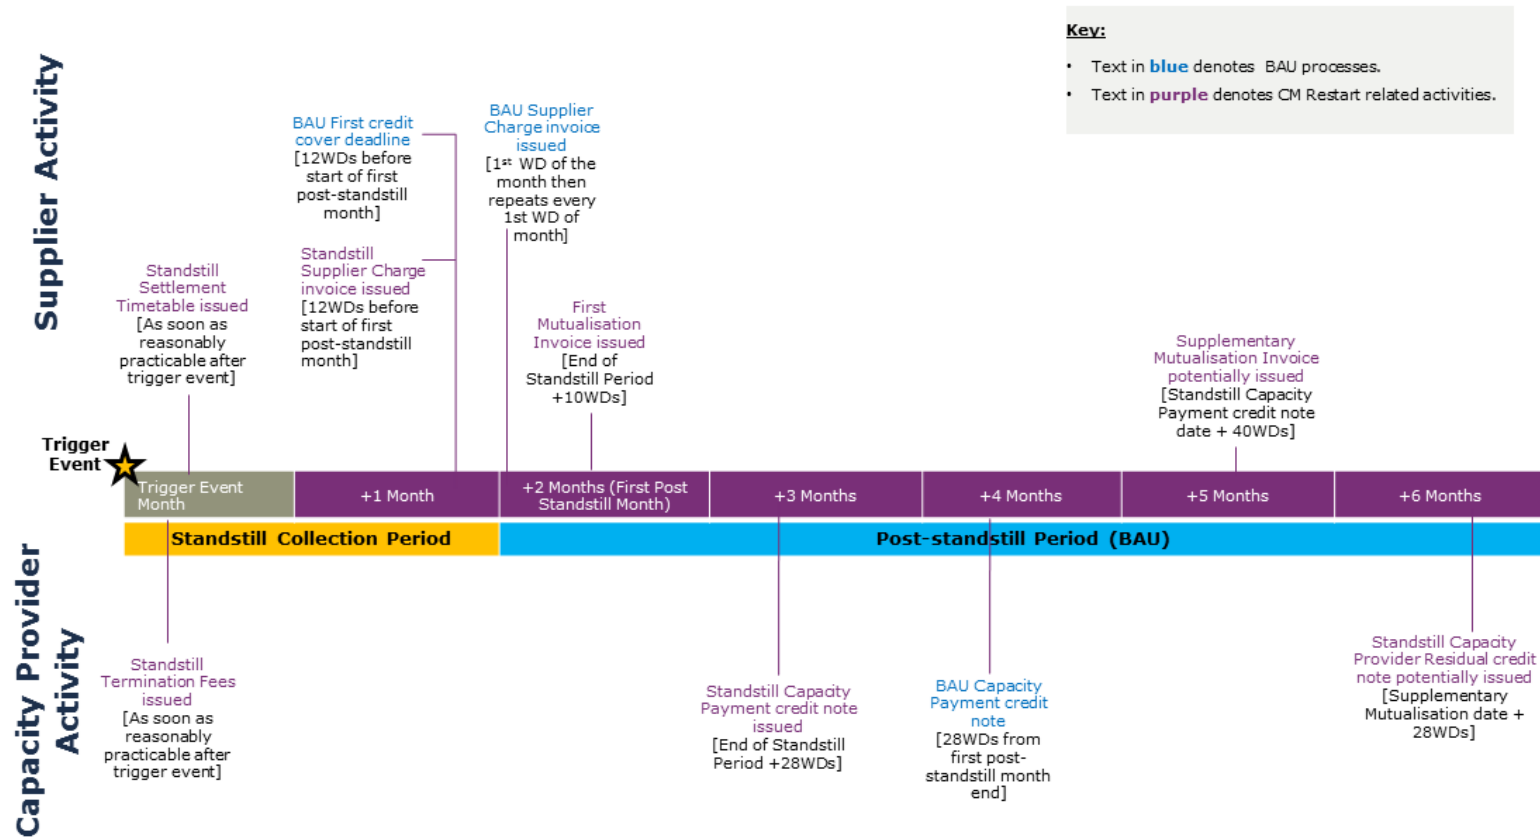 Key:
• Text in blue denotes BAU processes.
• Text in purple denotes CM Restart related activities.
Supplier Activity
BAU First credit
cover deadline
[12WDs before
start of first
post-standstill
month]
BAU Supplier
Charge invoice
issued
[1st WD of the
month then
repeats every
1st WD of
month]
Standstill
Supplier Charge
invoice issued
[12WDs before
start of first
post-standstill
month]
Standstill
Settlement
Timetable issued
[As soon as
reasonably
practicable after
trigger event]
First
Mutualisation
Invoice issued
[End of
Standstill Period
+10WDs]
Supplementary
Mutualisation Invoice
potentially issued
[Standstill Capacity
Payment credit note
date + 40WDs]
Trigger
Event
Trigger Event
Month
+1 Month
+2 Months (First Post
Standstill Month)
+3 Months
+4 Months
+5 Months
+6 Months
Standstill Collection Period
Post-standstill Period (BAU)
Capacity Provider
Activity
Standstill
Termination Fees
issued
[As soon as
reasonably
practicable after
trigger event]
Standstill Capacity
Payment credit note
issued
[End of Standstill
Period +28WDs]
BAU Capacity
Payment credit
note
[28WDs from
first post-
standstill month
end]
Standstill Capacity
Provider Residual credit
note potentially issued
[Supplementary
Mutualisation date +
28WDs]